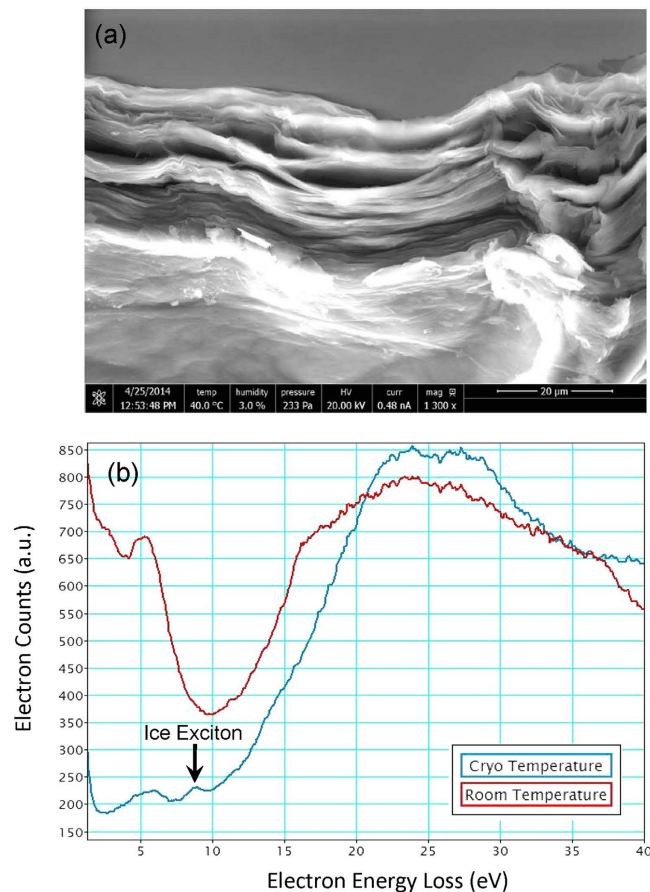 (a)
4/25/2014 temp humidity pressure HV curr mag
12:53:48 PM 40.0 °C 3.0 % 233 Pa 20.00 kV 0.48 nA 1 300 x
20 µm
(b)
850
800
750
700
650
600
550
500
450
400
350
300
250
200
150
Electron Counts (a.u.)
Ice Exciton
Cryo Temperature
Room Temperature
5 10 15 20 25 30 35 40
Electron Energy Loss (eV)